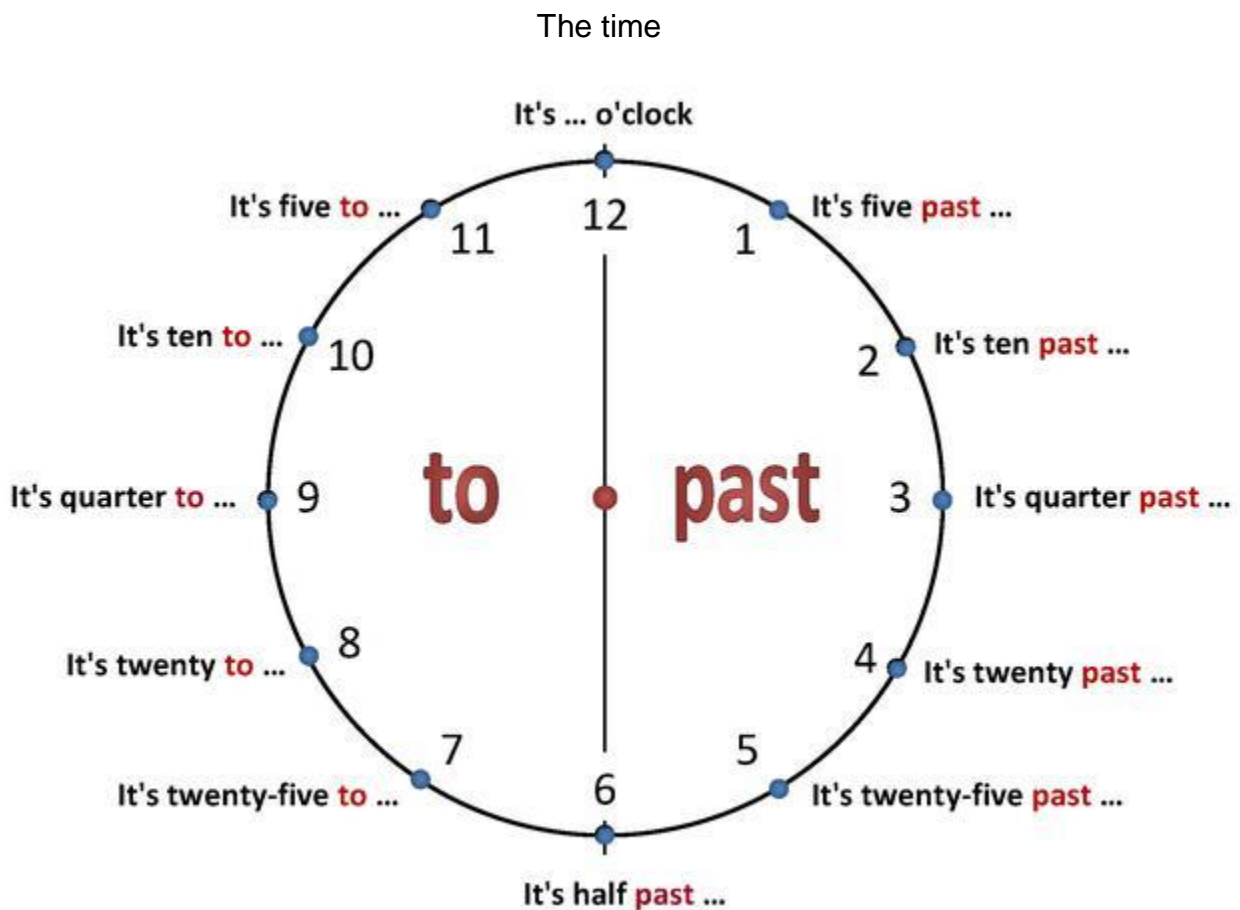 The time
It's ... o'clock
It's five to ...
It's five past ...
11
12
1
It's ten to ...
10
2
It's ten past ...
It's quarter to ...
9
to
past
3
It's quarter past ...
It's twenty to ...
8
4
It's twenty past ...
7
5
It's twenty-five to ...
6
It's twenty-five past ...
It's half past ...